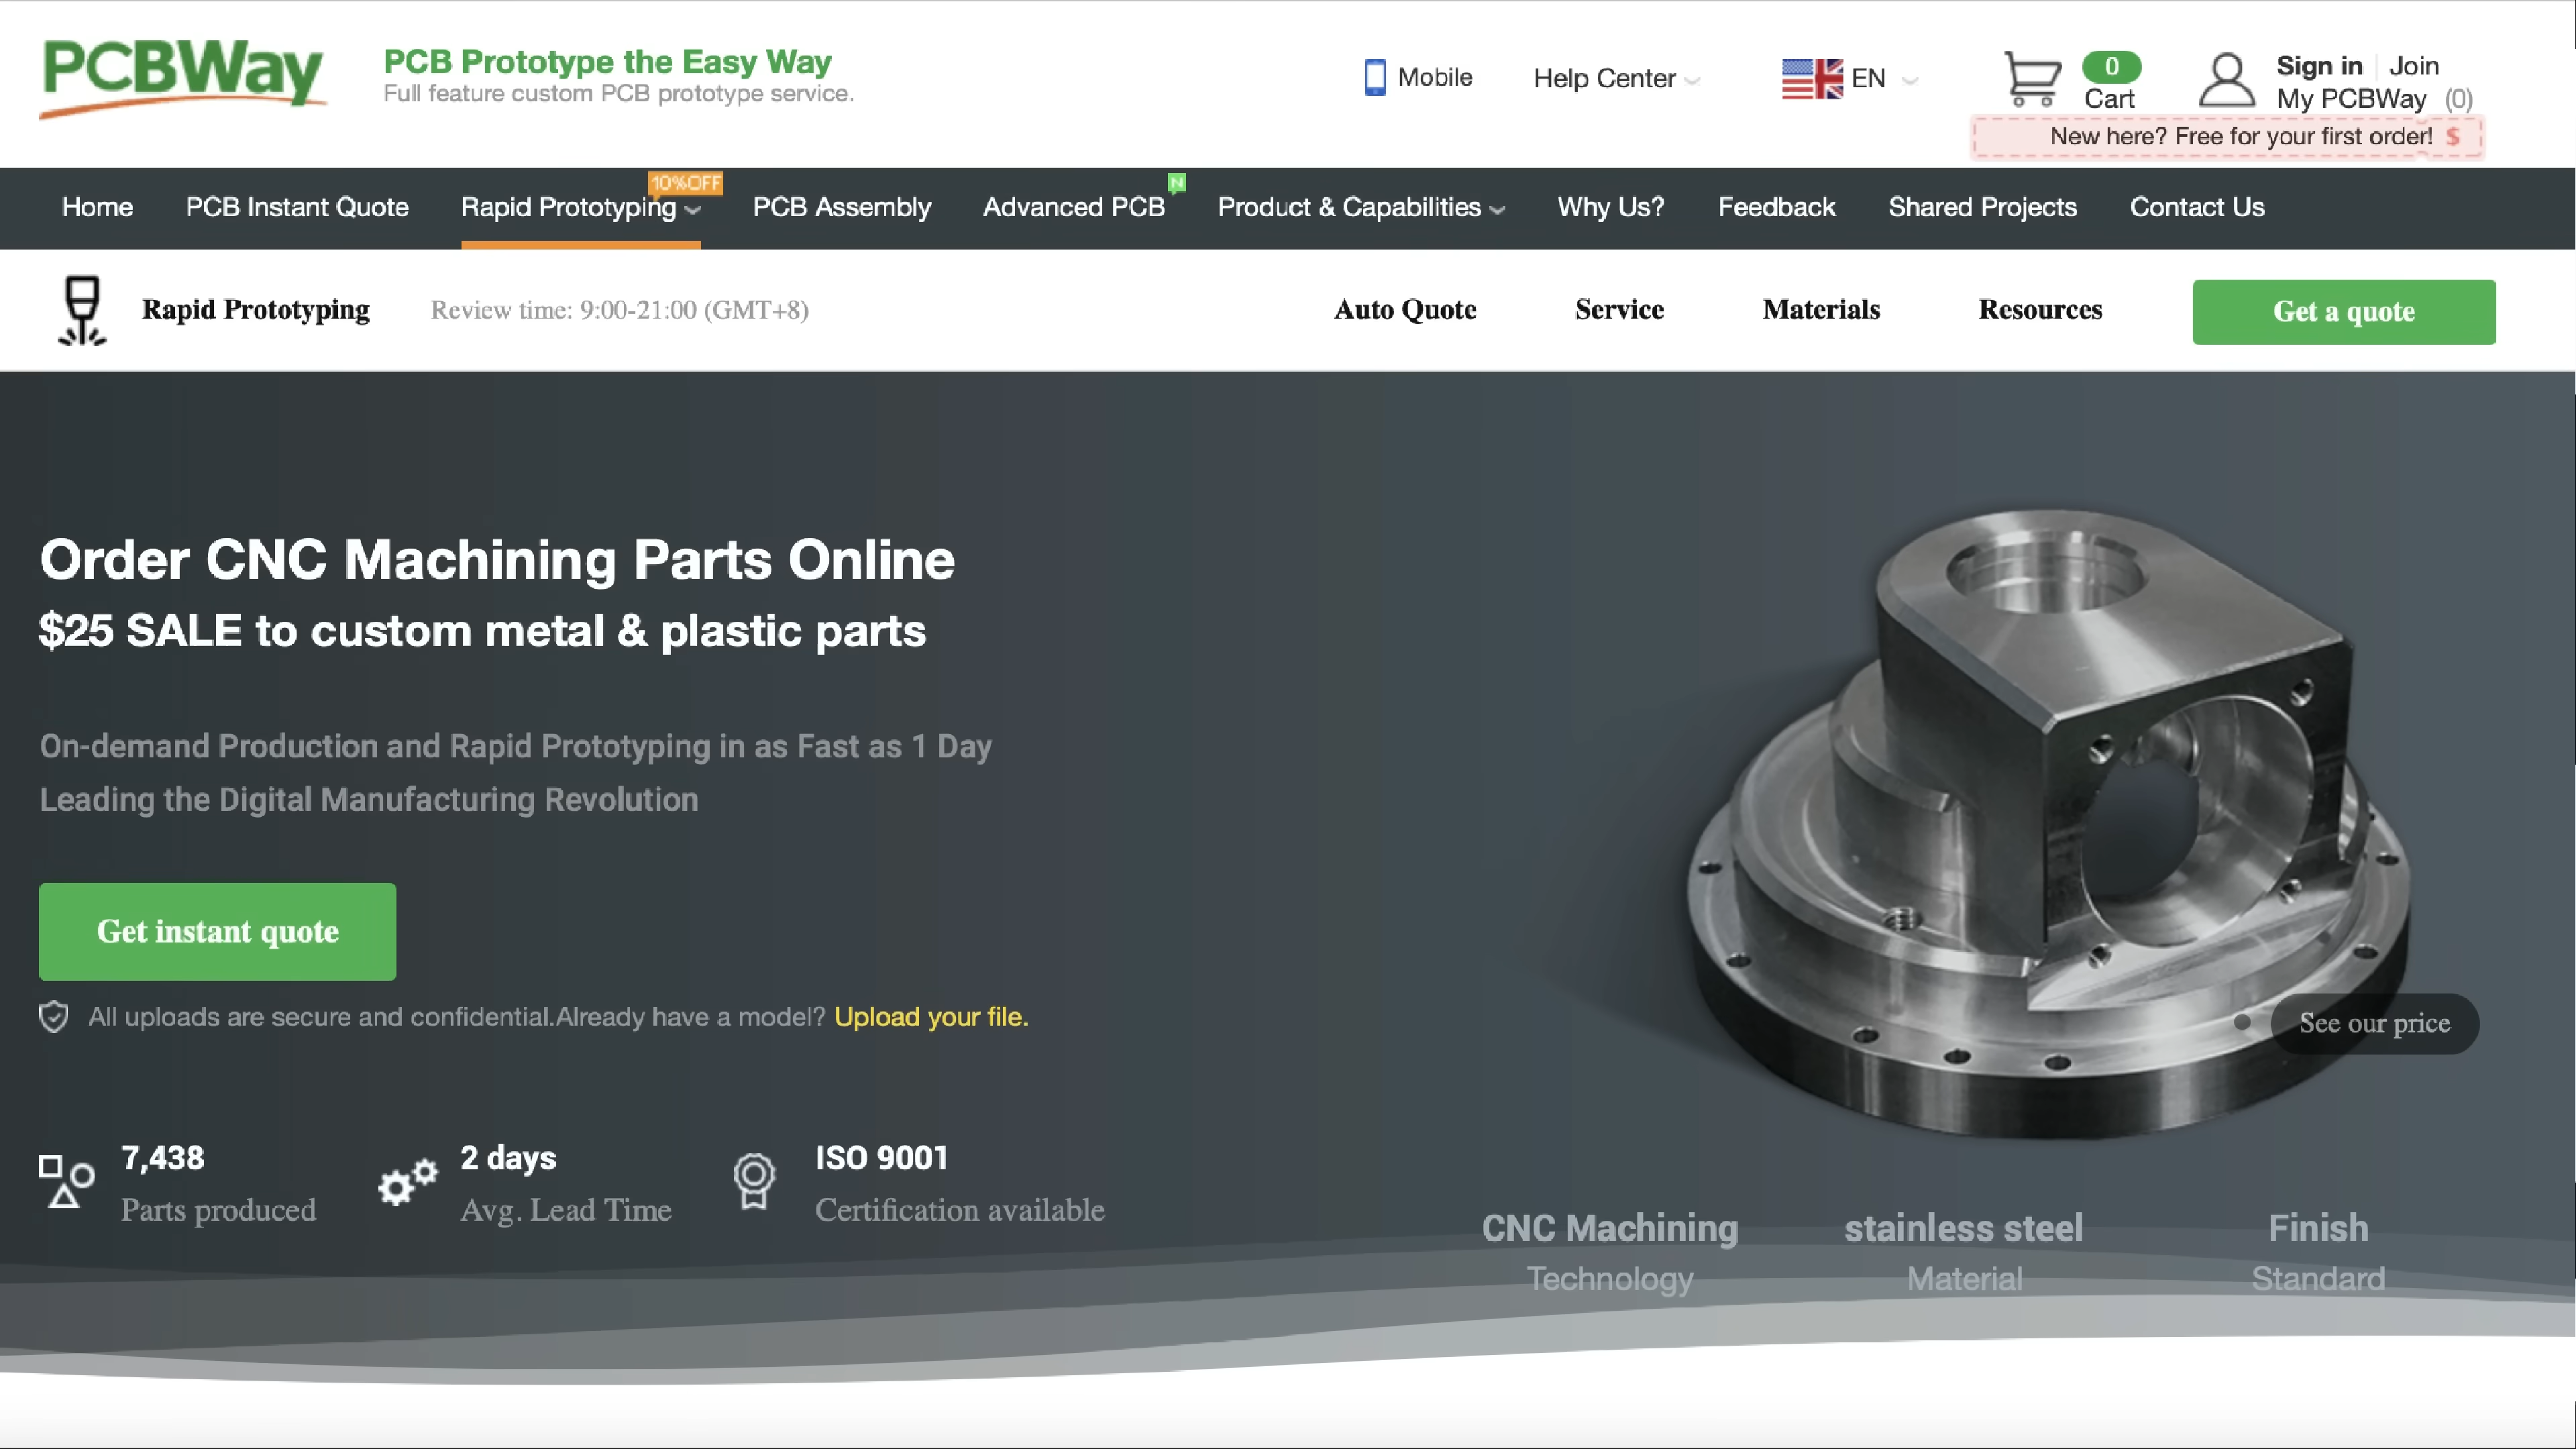 PCBWay
PCB Prototype the Easy Way
Full feature custom PCB prototype service.
Mobile
Help Center
EN
0
Cart
Sign in
Join
My PCBWay (0)
New here? Free for your first order! $
10%OFF
N
Home
PCB Instant Quote
Rapid Prototyping
PCB Assembly
Advanced PCB
Product & Capabilities
Why Us?
Feedback
Shared Projects
Contact Us
Rapid Prototyping
Review time: 9:00-21:00 (GMT+8)
Auto Quote
Service
Materials
Resources
Get a quote
Order CNC Machining Parts Online
$25 SALE to custom metal & plastic parts
On-demand Production and Rapid Prototyping in as Fast as 1 Day
Leading the Digital Manufacturing Revolution
Get instant quote
All uploads are secure and confidential.Already have a model? Upload your file.
See our price
7,438
Parts produced
2 days
Avg. Lead Time
ISO 9001
Certification available
CNC Machining
Technology
stainless steel
Material
Finish
Standard